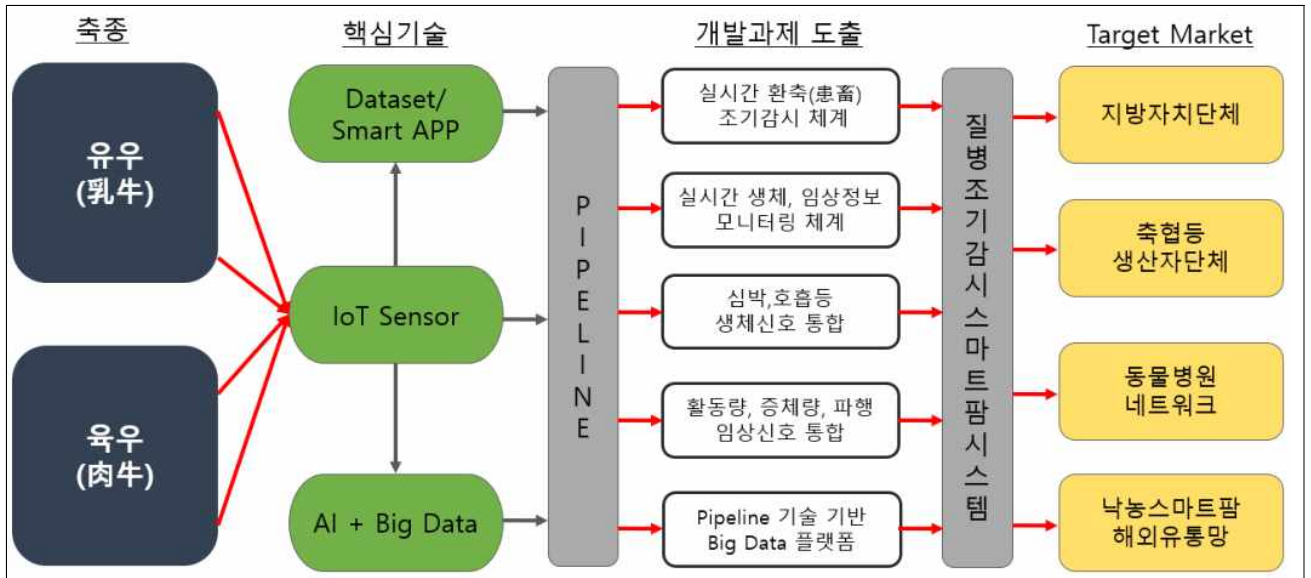 축종
핵심기술
개발과제 도출
Target Market
유우
(乳牛)
육우
(肉牛)
Dataset/
Smart APP
IoT Sensor
AI + Big Data
PIPELINE
실시간 환축(患畜)
조기감시 체계
실시간 생체, 임상정보
모니터링 체계
심박,호흡등
생체신호 통합
활동량, 증체량, 파행
임상신호 통합
Pipeline 기술 기반
Big Data 플랫폼
질병조기감시스마트팜시스템
지방자치단체
축협등
생산자단체
동물병원
네트워크
낙농스마트팜
해외유통망